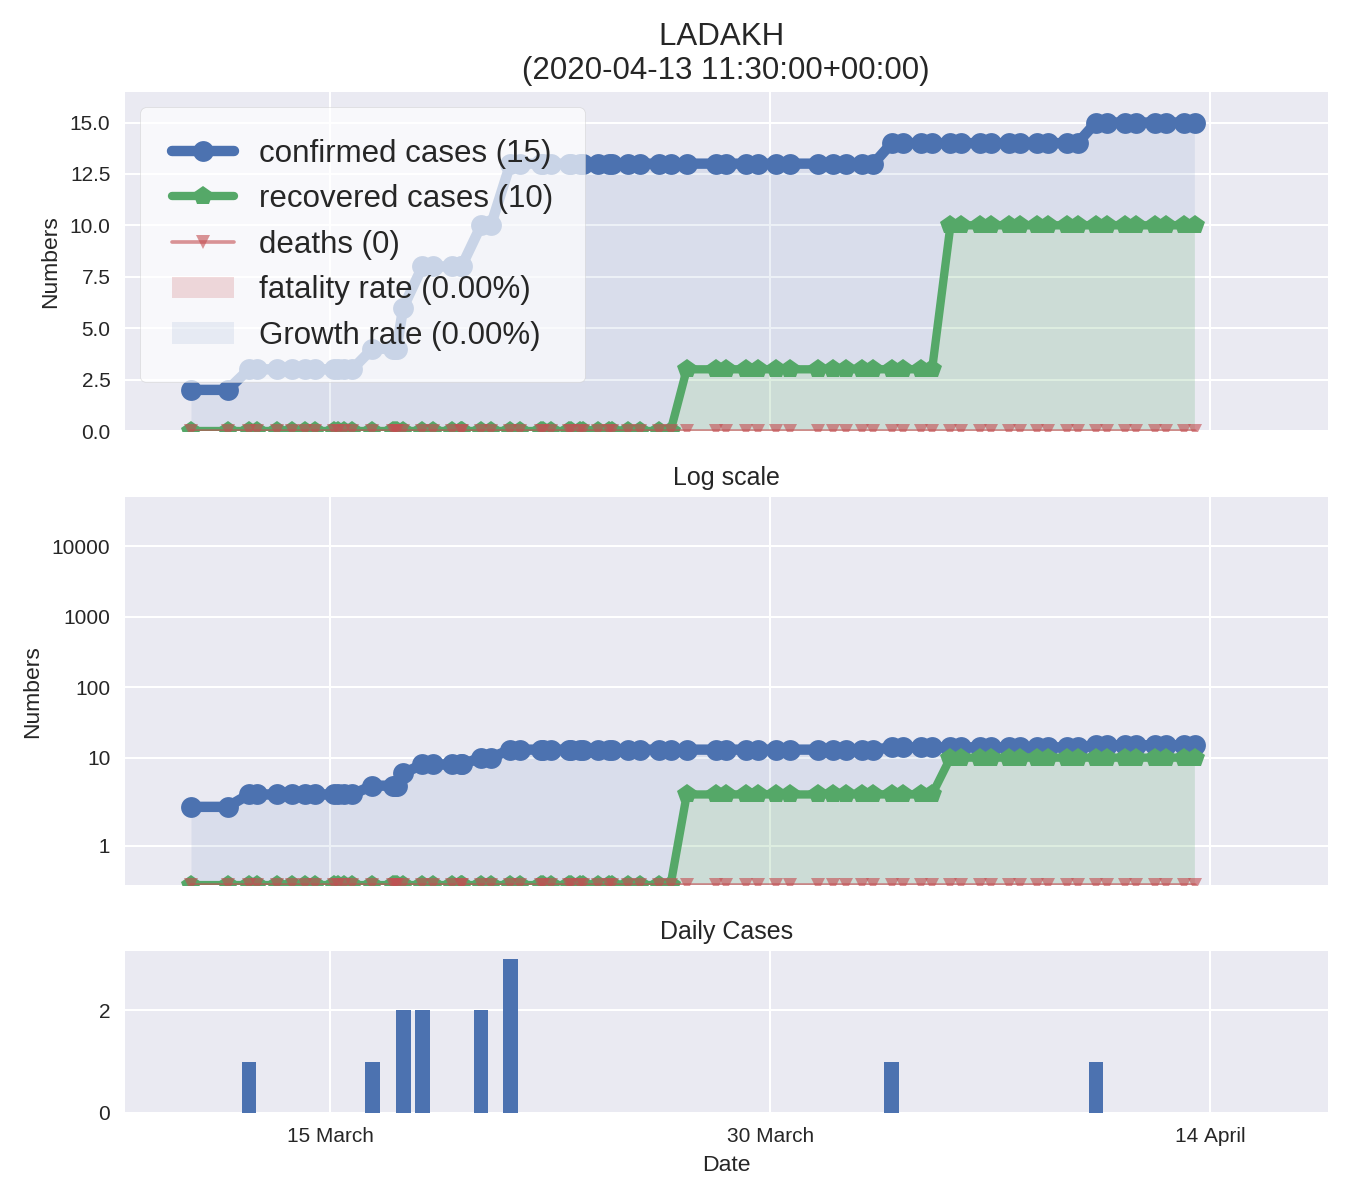 LADAKH
(2020-04-13 11:30:00+00:00)
15.0
12.5
10.0
7.5
5.0
2.5
0.0
Numbers
confirmed cases (15)
recovered cases (10)
deaths (0)
fatality rate (0.00%)
Growth rate (0.00%)
Log scale
10000
1000
100
10
1
Numbers
Daily Cases
2
0
15 March
30 March
14 April
Date